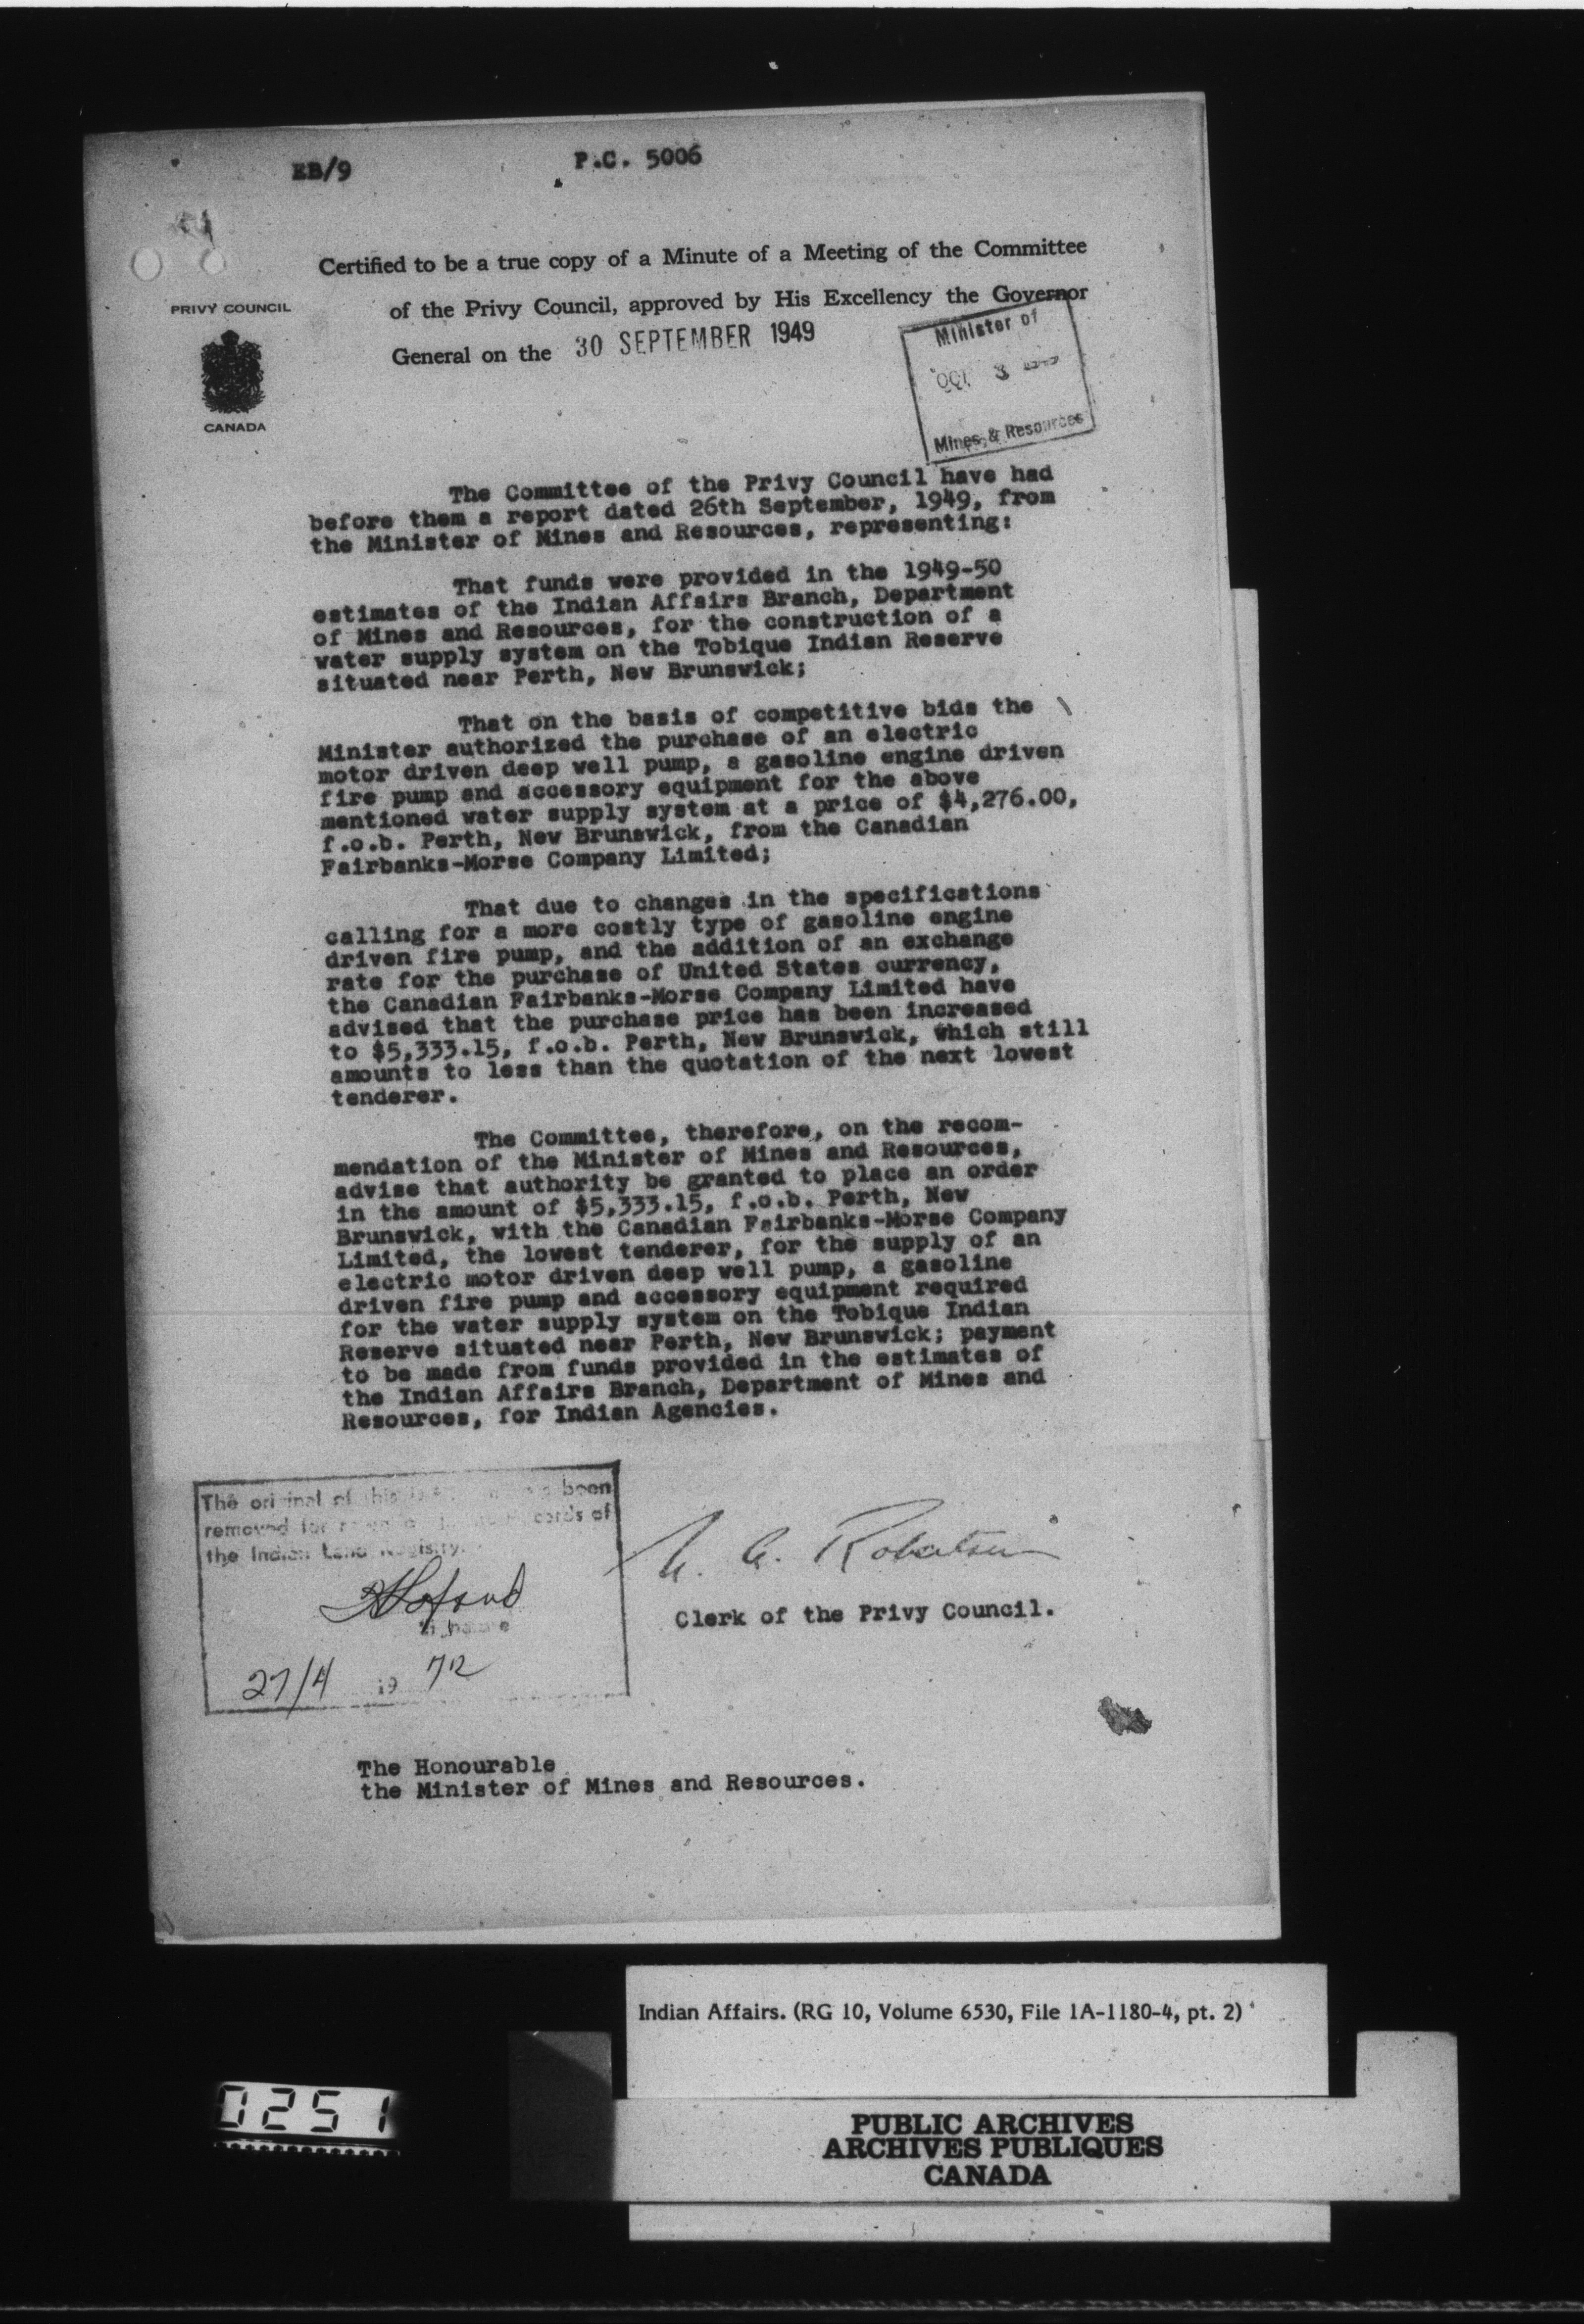 EB/9
P.C. 5006
Certified to be a true copy of a Minute of a Meeting of the Committee
of the Privy Council, approved by His Excellency the Governor
General on the 30 SEPTEMBER 1949
PRIVY COUNCIL
CANADA
Minister of
OCT 3
Mines & Resources
The Committee of the Privy Council have had
before them a report dated 26th September, 1949, from
the Minister of Mines and Resources, representing:
That funds were provided in the 1949-50
estimates of the Indian Affairs Branch, Department
of Mines and Resources, for the construction of a
water supply system on the Tobique Indian Reserve
situated near Perth, New Brunswick;
That on the basis of competitive bids the
Minister authorized the purchase of an electric
motor driven deep well pump, a gasoline engine driven
fire pump and accessory equipment for the above
mentioned water supply system at a price of $4,276.00,
f.o.b. Perth, New Brunswick, from the Canadian
Fairbanks-Morse Company Limited;
That due to changes in the specifications
calling for a more costly type of gasoline engine
driven fire pump, and the addition of an exchange
rate for the purchase of United States currency,
the Canadian Fairbanks-Morse Company Limited have
advised that the purchase price has been increased
to $5,333.15, f.o.b. Perth, New Brunswick, which still
amounts to less than the quotation of the next lowest
tenderer.
The Committee, therefore, on the recom-
mendation of the Minister of Mines and Resources,
advise that authority be granted to place an order
in the amount of $5,333.15, f.o.b. Perth, New
Brunswick, with the Canadian Fairbanks-Morse Company
Limited, the lowest tenderer, for the supply of an
electric motor driven deep well pump, a gasoline
driven fire pump and accessory equipment required
for the water supply system on the Tobique Indian
Reserve situated near Perth, New Brunswick; payment
to be made from funds provided in the estimates of
the Indian Affairs Branch, Department of Mines and
Resources, for Indian Agencies.
The original of this been
removed for
the Indian Land Registry.
Signature
27/4 19 72
Robertson
Clerk of the Privy Council.
The Honourable
the Minister of Mines and Resources.
Indian Affairs. (RG 10, Volume 6530, File 1A-1180-4, pt. 2)
0251
PUBLIC ARCHIVES
ARCHIVES PUBLIQUES
CANADA